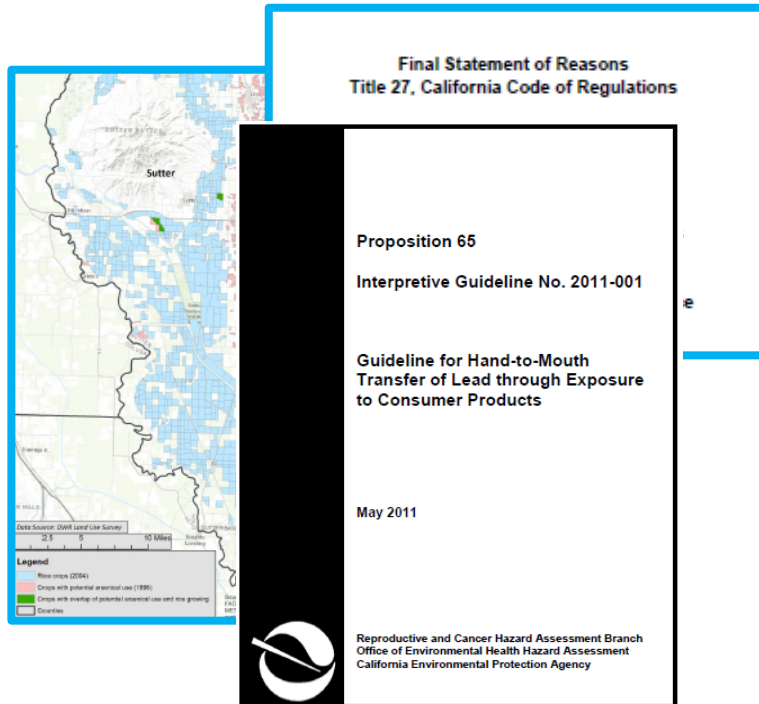 Final Statement of Reasons
Title 27, California Code of Regulations
Sutter
Proposition 65
Interpretive Guideline No. 2011-001
Guideline for Hand-to-Mouth
Transfer of Lead through Exposure
to Consumer Products
May 2011
Reproductive and Cancer Hazard Assessment Branch
Office of Environmental Health Hazard Assessment
California Environmental Protection Agency
Data Source: DWR Land Use Survey
2.5 5 10 Miles
Legend
Rice crops (2004)
Crops with potential arsenical use (1996)
Crops with overlap of potential arsenical use and rice growing
Counties